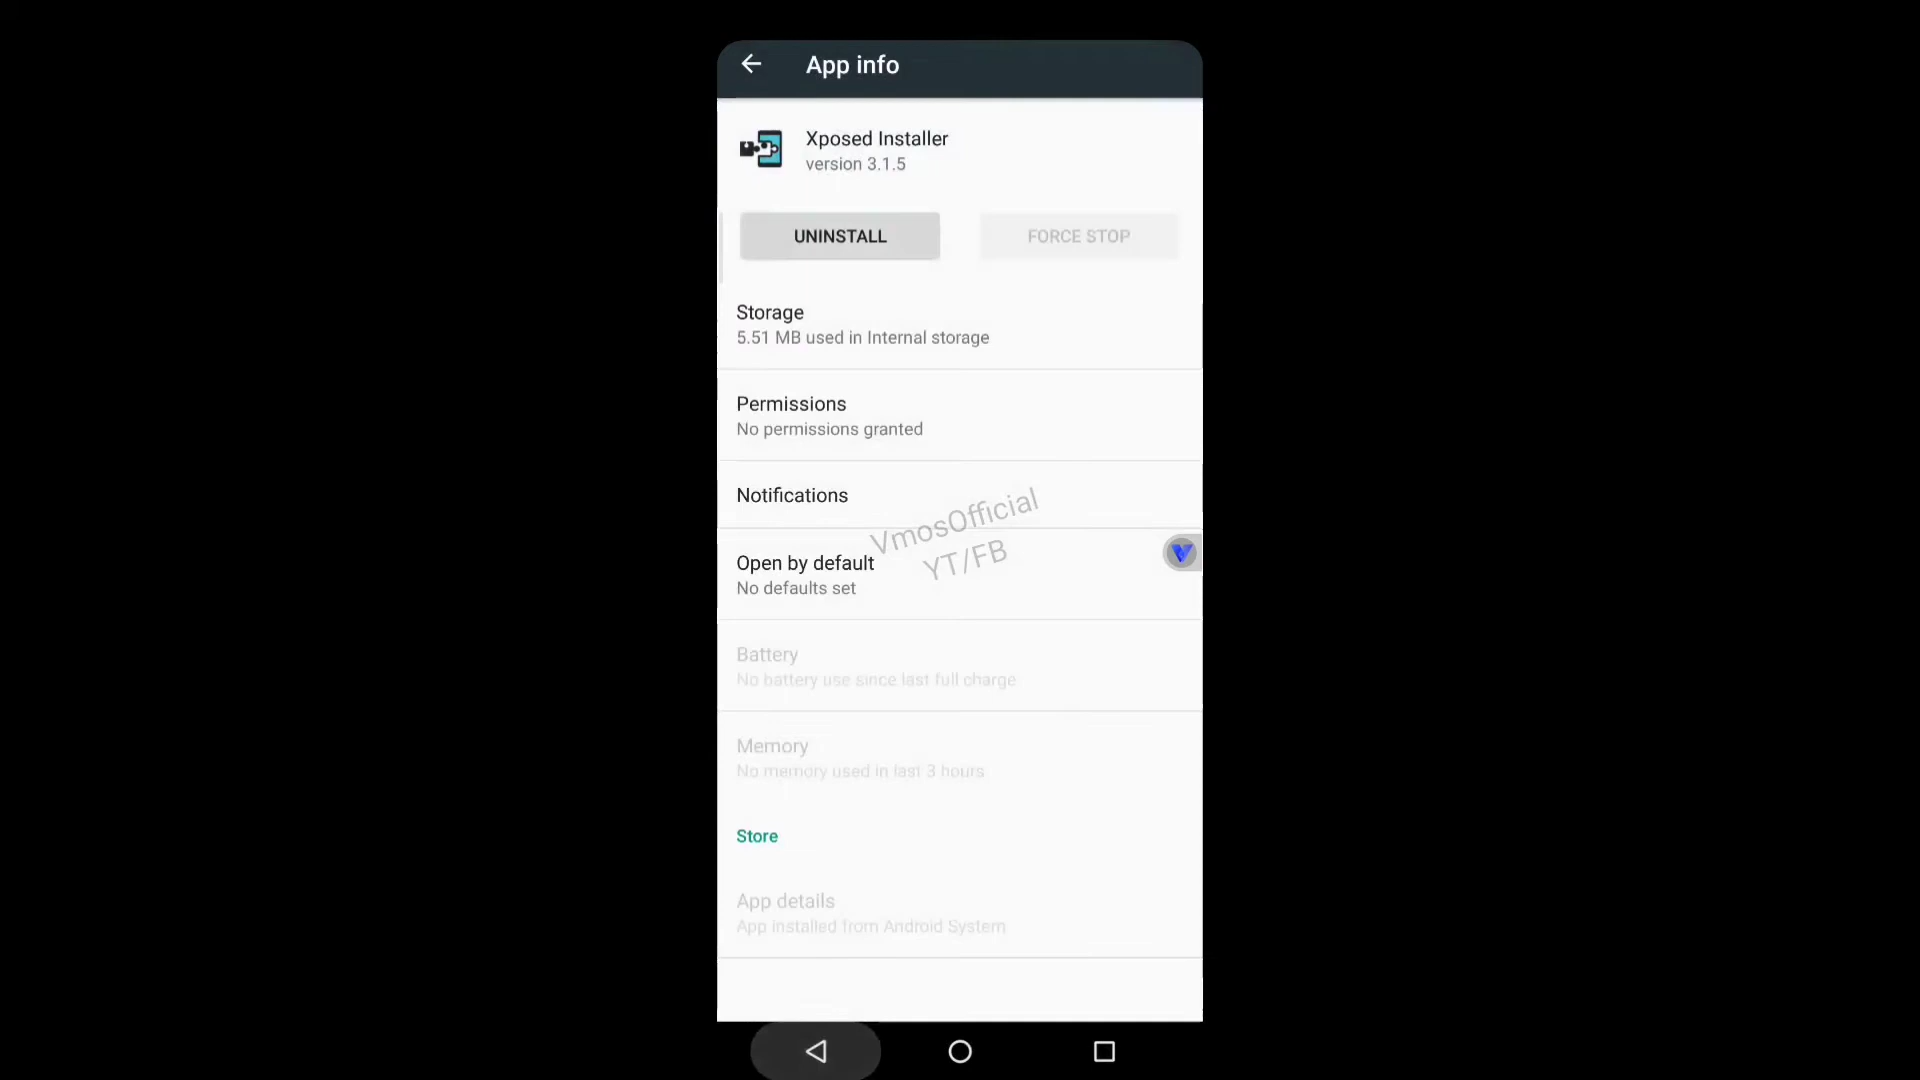 App info
Xposed Installer
version 3.1.5
UNINSTALL
FORCE STOP
Storage
5.51 MB used in Internal storage
Permissions
No permissions granted
Notifications
VmosOfficial
YT/FB
Open by default
No defaults set
Battery
No battery use since last full charge
Memory
No memory used in last 3 hours
Store
App details
App installed from Android System